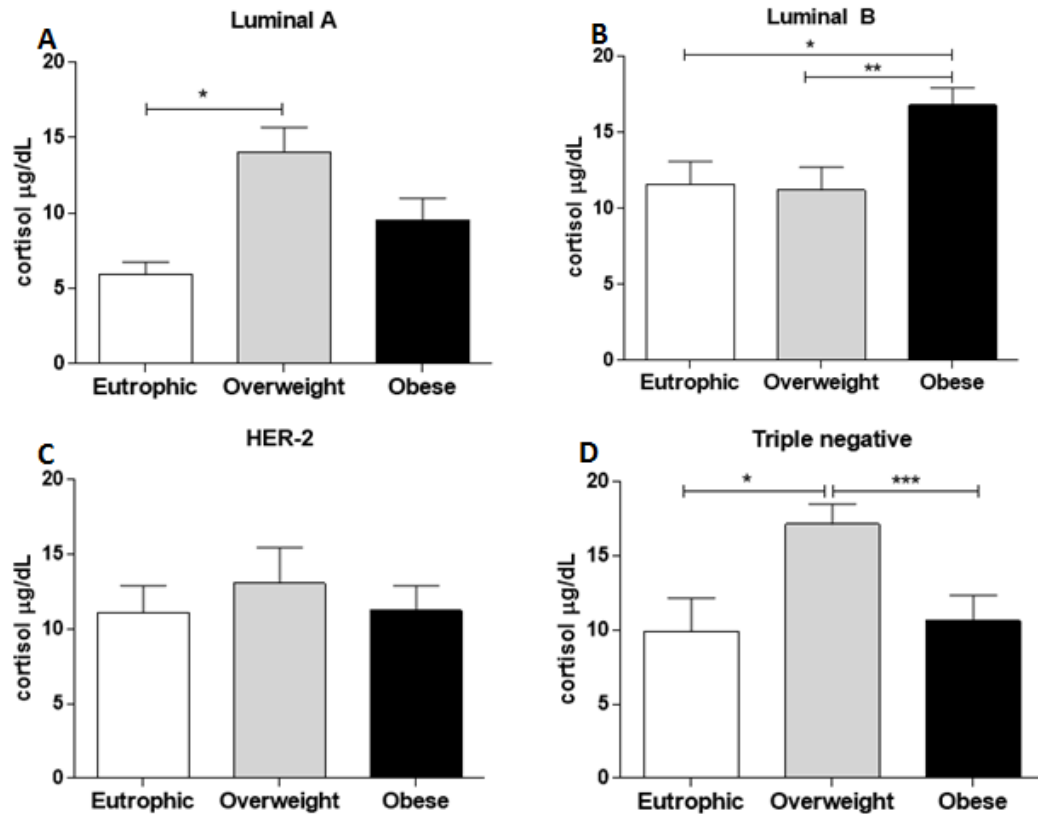 A
Luminal A
cortisol µg/dL
20
15
10
5
0
*
Eutrophic Overweight Obese
B
Luminal B
cortisol µg/dL
20
15
10
5
0
*
**
Eutrophic Overweight Obese
C
HER-2
cortisol µg/dL
20
15
10
5
0
Eutrophic Overweight Obese
D
Triple negative
cortisol µg/dL
20
15
10
5
0
* ***
Eutrophic Overweight Obese